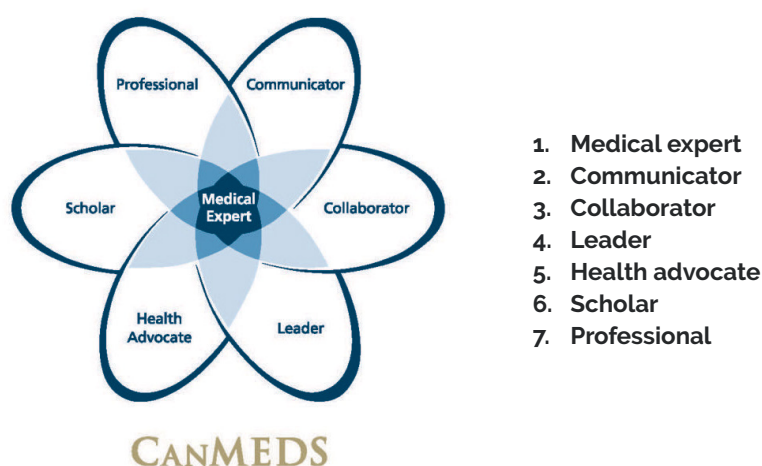 Professional
Communicator
Scholar
Medical
Expert
Collaborator
Health
Advocate
Leader
CANMEDS
1. Medical expert
2. Communicator
3. Collaborator
4. Leader
5. Health advocate
6. Scholar
7. Professional